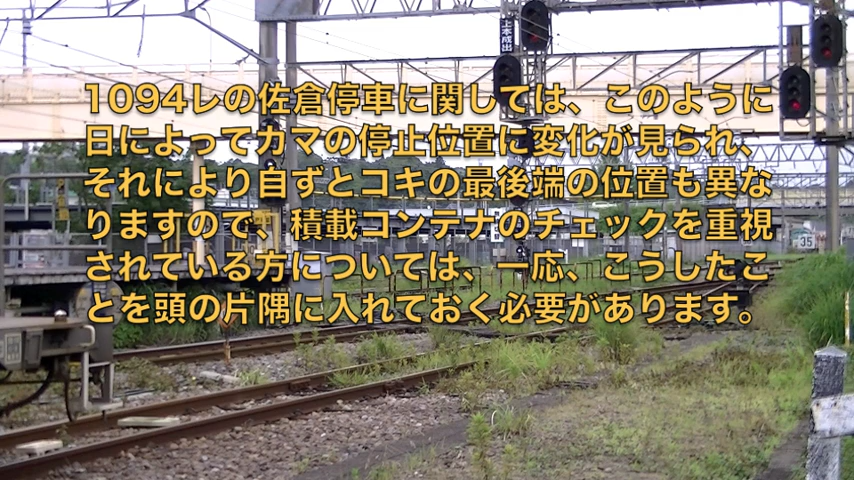 上本成出
1094レの佐倉停車に関しては、このように
日によってカマの停止位置に変化が見られ、
それにより自ずとコキの最後端の位置も異な
りますので、積載コンテナのチェックを重視
されている方については、一応、こうしたこ
とを頭の片隅に入れておく必要があります。
35